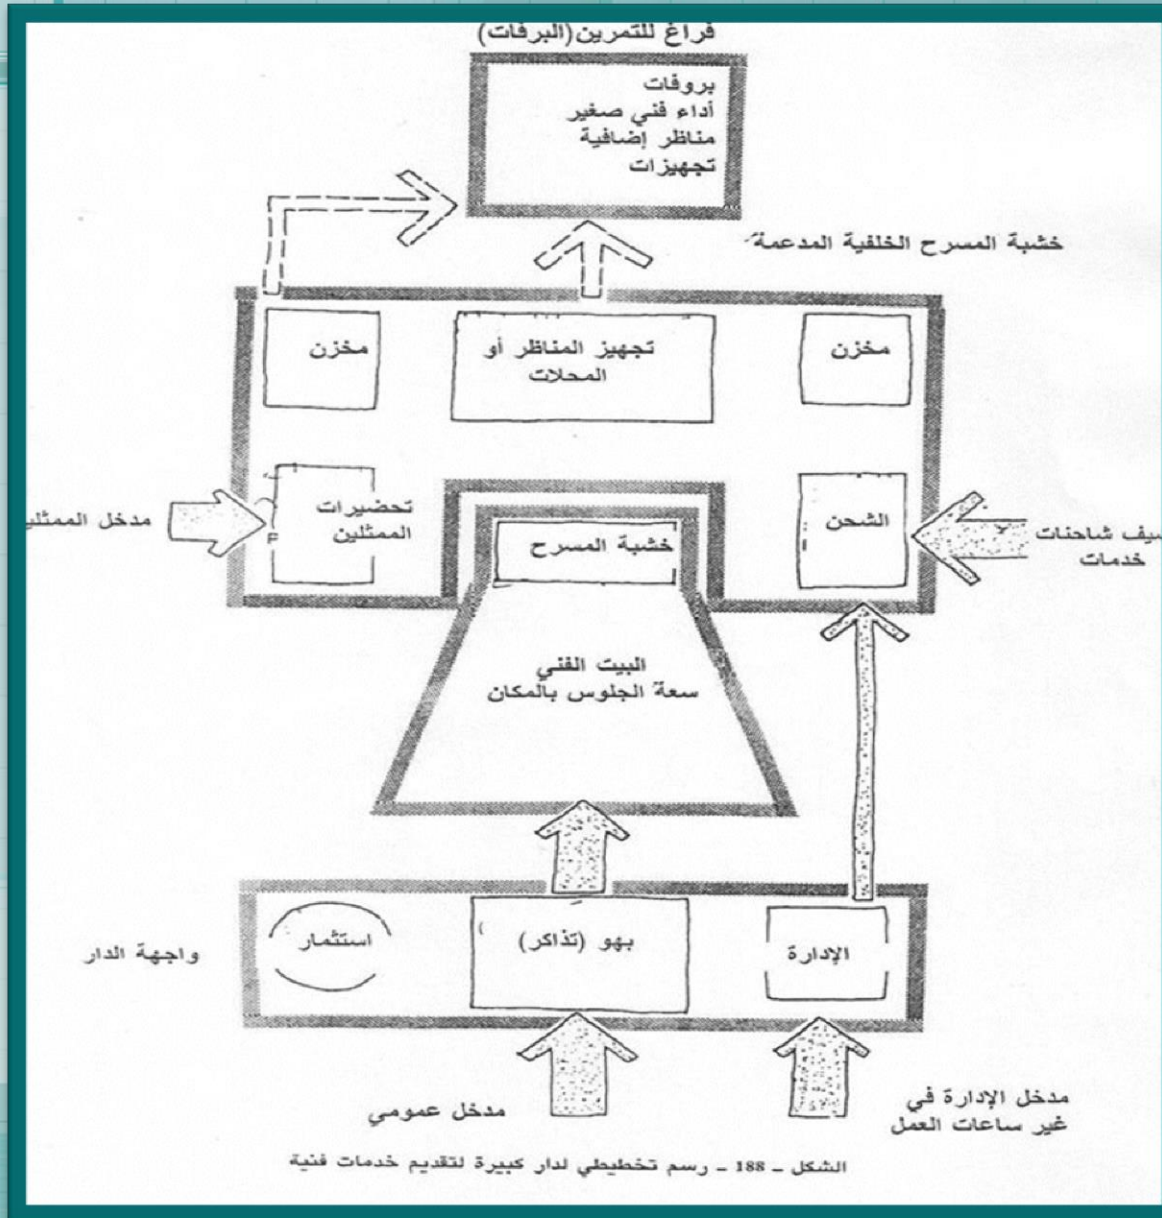 فراغ للتمرين(البرفات)
بروفات
أداء فني صغير
مناظر إضافية
تجهيزات
خشبة المسرح الخلفية المدعمة
مخزن
تجهيز المناظر أو
المحلات
مخزن
الشحن
خشبة المسرح
تحضيرات
الممثلين
مدخل
شاحنات
خدمات
البيت الفني
سعة الجلوس بالمكان
الإدارة
بهو (تذاكر)
استثمار
واجهة الدار
مدخل الإدارة في
غير ساعات العمل
مدخل عمومي
الشكل ـ 188 ـ رسم تخطيطي لدار كبيرة لتقديم خدمات فنية